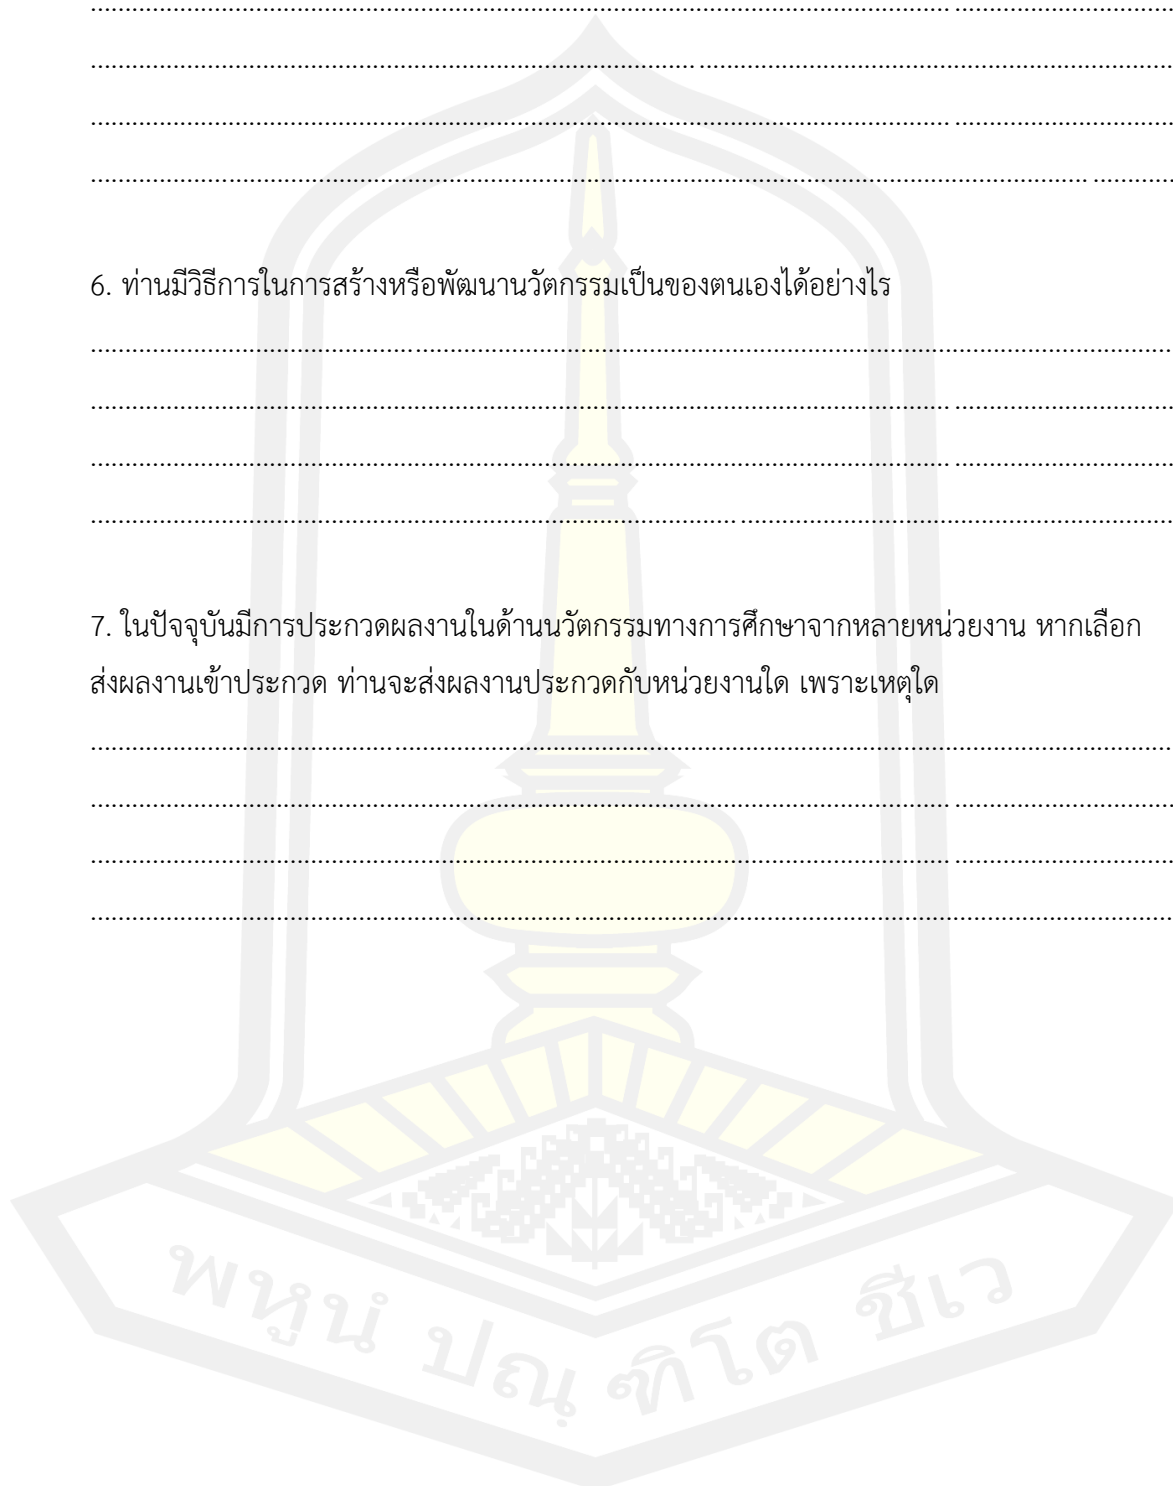 6. ท่านมีวิธีการในการสร้างหรือพัฒนานวัตกรรมเป็นของตนเองได้อย่างไร
7. ในปัจจุบันมีการประกวดผลงานในด้านนวัตกรรมทางการศึกษาจากหลายหน่วยงาน หากเลือก
ส่งผลงานเข้าประกวด ท่านจะส่งผลงานประกวดกับหน่วยงานใด เพราะเหตุใด
พหูนํ ปณฺฑิโต ชีเว